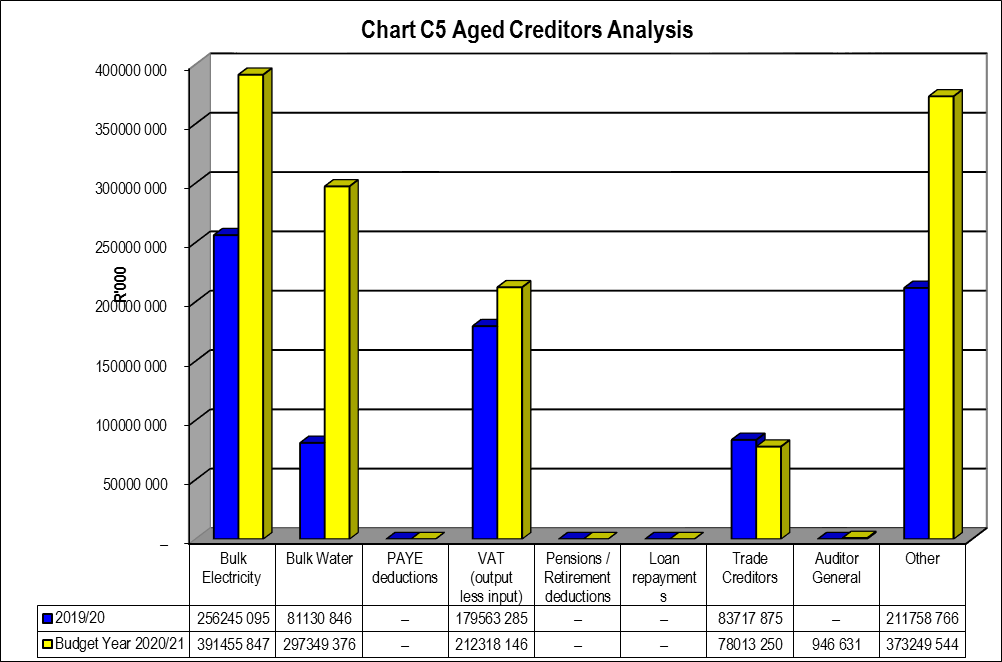 Chart C5 Aged Creditors Analysis
400000 000
350000 000
300000 000
250000 000
200000 000
150000 000
100000 000
50000 000
–
R'000
Bulk Electricity
Bulk Water
PAYE deductions
VAT (output less input)
Pensions / Retirement deductions
Loan repayment s
Trade Creditors
Auditor General
Other
2019/20 256245 095 81130 846 – 179563 285 – – 83717 875 – 211758 766
Budget Year 2020/21 391455 847 297349 376 – 212318 146 – – 78013 250 946 631 373249 544